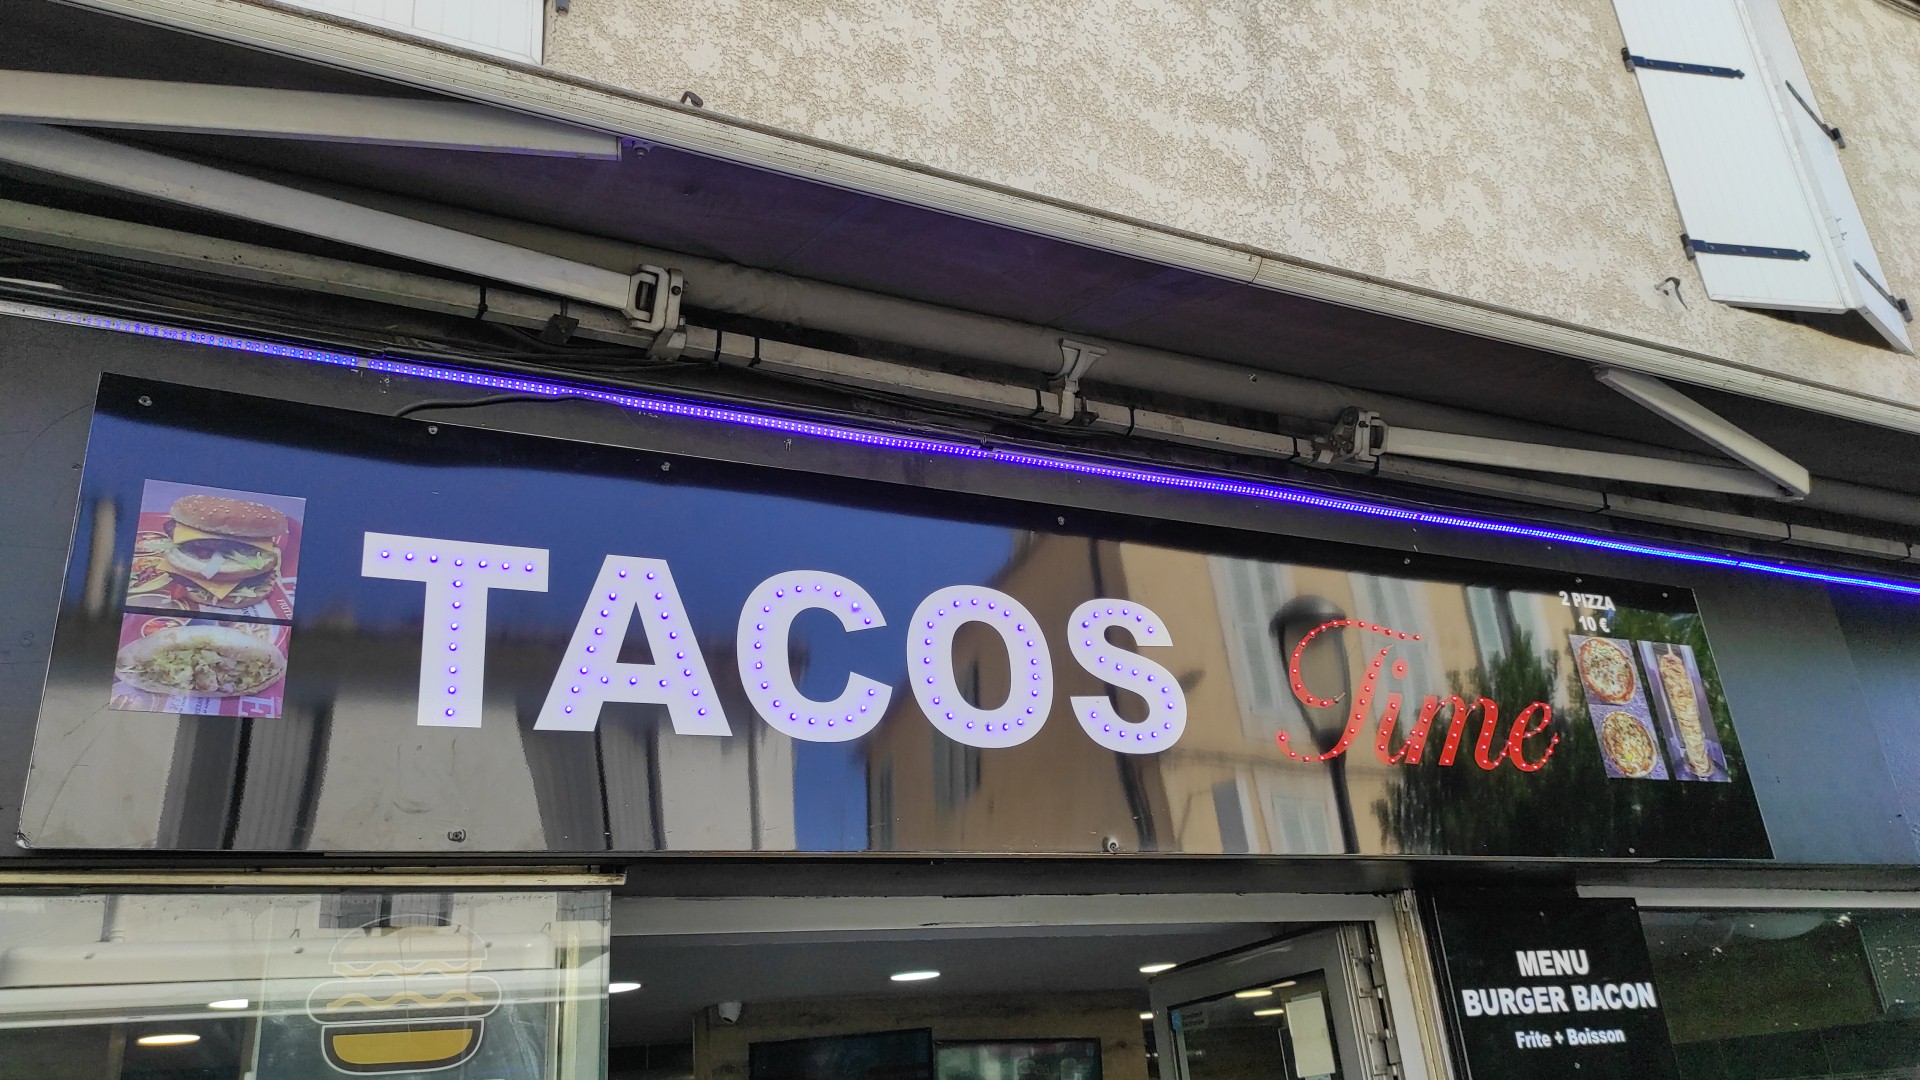 TACOS
Time
2 PIZZA
10 €
MENU
BURGER BACON
Frite + Boisson